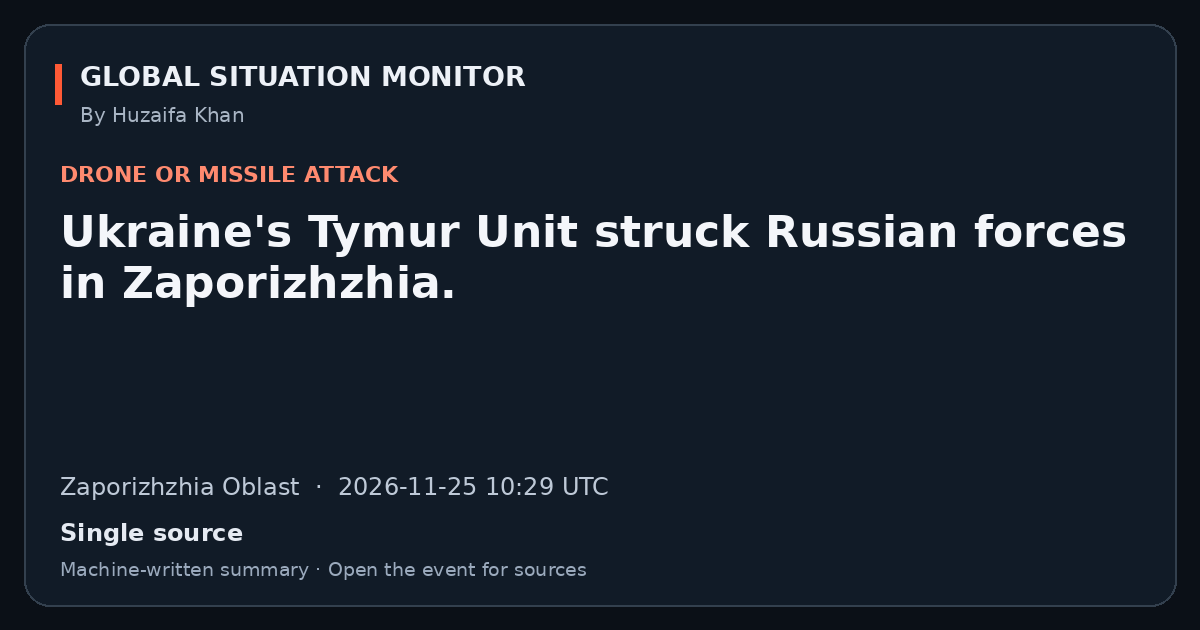 GLOBAL SITUATION MONITOR
By Huzaifa Khan
DRONE OR MISSILE ATTACK
Ukraine's Tymur Unit struck Russian forces
in Zaporizhzhia.
Zaporizhzhia Oblast · 2026-11-25 10:29 UTC
Single source
Machine-written summary · Open the event for sources